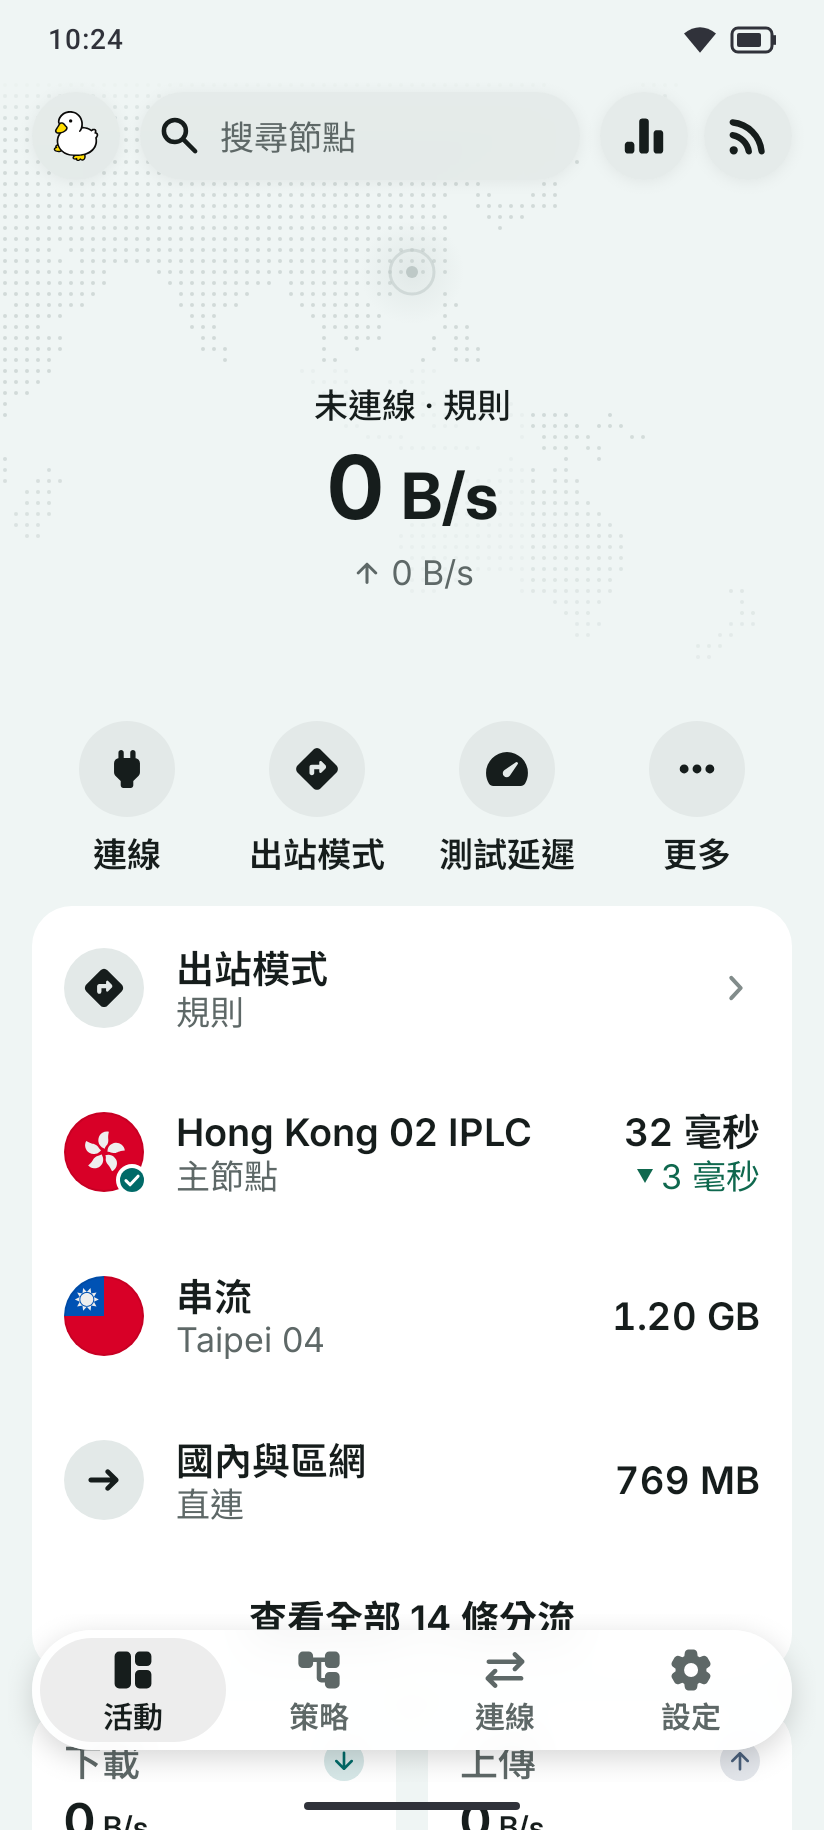 10:24
搜尋節點
未連線 · 規則
0 B/s
↑ 0 B/s
連線
出站模式
測試延遲
更多
出站模式
規則
Hong Kong 02 IPLC
32 毫秒
主節點
▼3 毫秒
串流
1.20 GB
Taipei 04
國內與區網
769 MB
直連
查看全部 14 條分流
活動
策略
連線
設定
下載
上傳
0 B/s
0 B/s